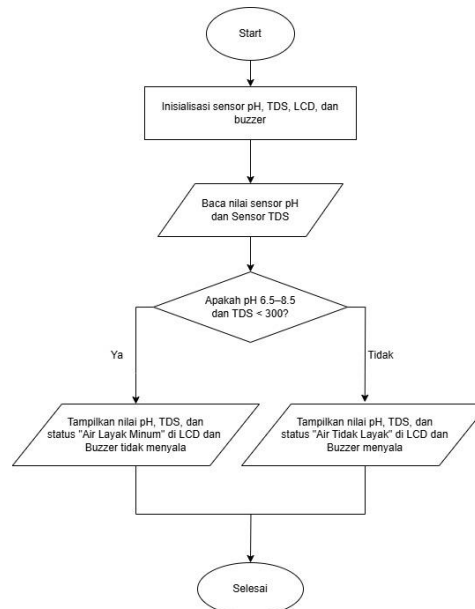 Start
Inisialisasi sensor pH, TDS, LCD, dan
buzzer
Baca nilai sensor pH
dan Sensor TDS
Apakah pH 6.5–8.5
dan TDS < 300?
Ya
Tidak
Tampilkan nilai pH, TDS, dan
status "Air Layak Minum" di LCD dan
Buzzer tidak menyala
Tampilkan nilai pH, TDS, dan
status "Air Tidak Layak" di LCD dan
Buzzer menyala
Selesai